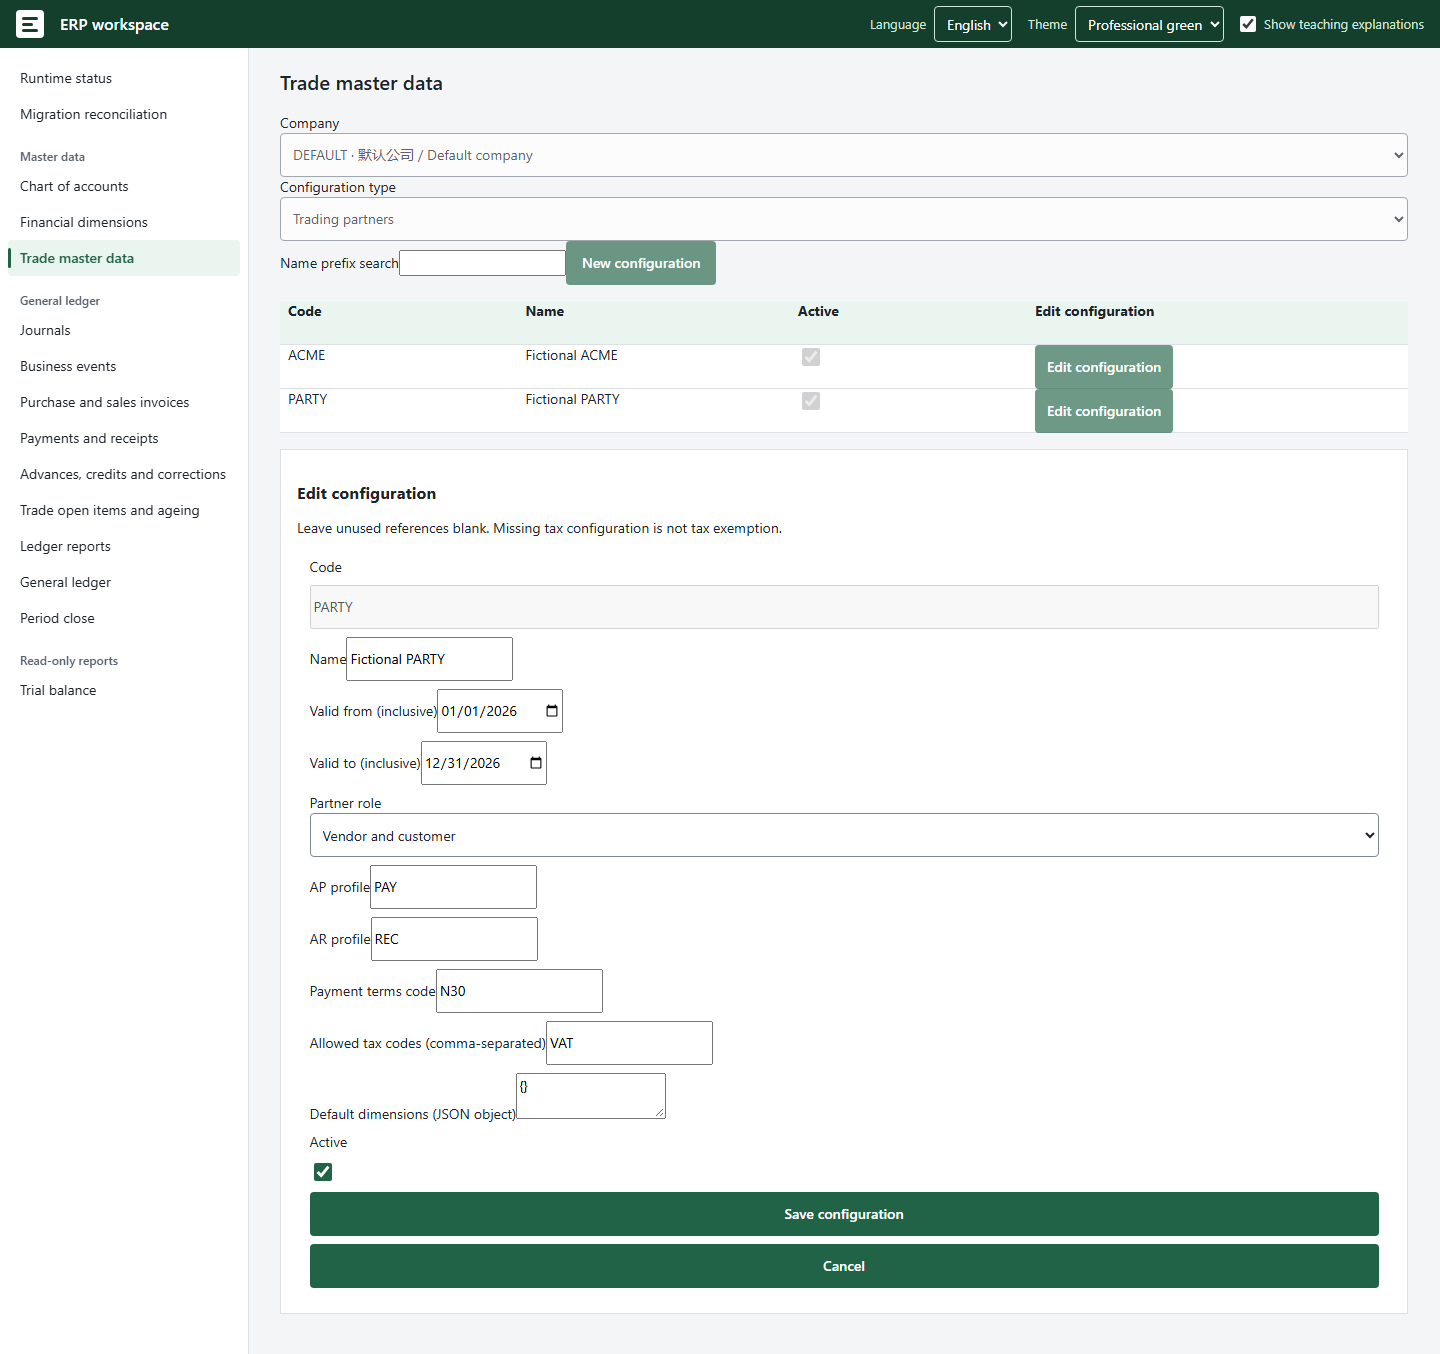 ERP workspace
Language English Theme Professional green Show teaching explanations
Runtime status
Migration reconciliation
Master data
Chart of accounts
Financial dimensions
Trade master data
General ledger
Journals
Business events
Purchase and sales invoices
Payments and receipts
Advances, credits and corrections
Trade open items and ageing
Ledger reports
General ledger
Period close
Read-only reports
Trial balance
Trade master data
Company
DEFAULT · 默认公司 / Default company
Configuration type
Trading partners
Name prefix search New configuration
Code Name Active Edit configuration
ACME Fictional ACME Edit configuration
PARTY Fictional PARTY Edit configuration
Edit configuration
Leave unused references blank. Missing tax configuration is not tax exemption.
Code
PARTY
Name Fictional PARTY
Valid from (inclusive) 01/01/2026
Valid to (inclusive) 12/31/2026
Partner role
Vendor and customer
AP profile PAY
AR profile REC
Payment terms code N30
Allowed tax codes (comma-separated) VAT
Default dimensions (JSON object) {}
Active
Save configuration
Cancel